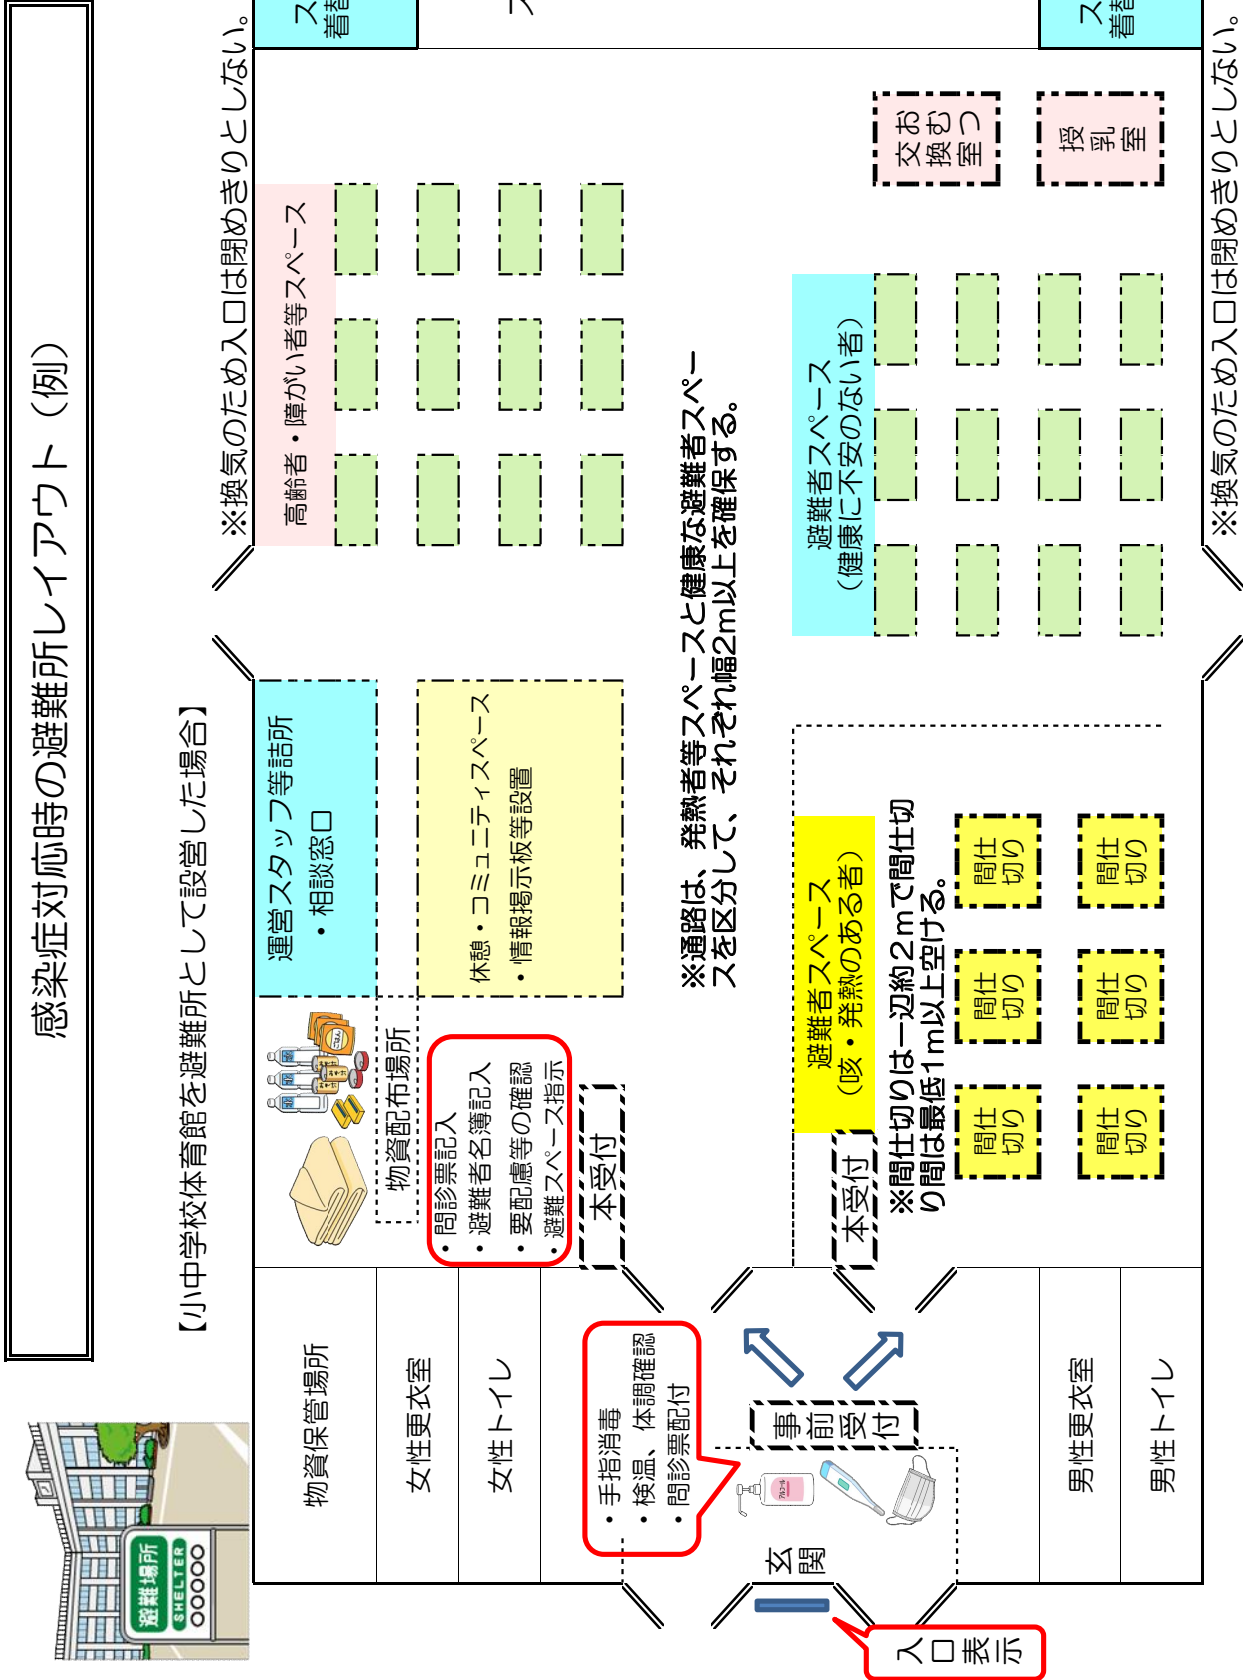 感染症対応時の避難所レイアウト（例）
避難場所
SHELTER
○○○○○
【小中学校体育館を避難所として設営した場合】
※換気のため入口は閉めきりとしない。
物資保管場所
女性更衣室
女性トイレ
物資配布場所
運営スタッフ等詰所
・相談窓口
休憩・コミュニティスペース
・情報掲示板等設置
高齢者・障がい者等スペース
・問診票記入
・避難者名簿記入
・要配慮等の確認
・避難スペース指示
本受付
・手指消毒
・検温、体調確認
・問診票配付
事前
受付
アルコール
玄関
入口表示
※通路は、発熱者等スペースと健康な避難者スペー
スを区分して、それぞれ幅2m以上を確保する。
本受付
避難者スペース
（咳・発熱のある者）
※間仕切りは一辺約２ｍで間仕切
り間は最低１ｍ以上空ける。
間仕
切り
間仕
切り
間仕
切り
間仕
切り
間仕
切り
間仕
切り
避難者スペース
（健康に不安のない者）
おむつ
交換室
授乳室
男性更衣室
男性トイレ
※換気のため入口は閉めきりとしない。